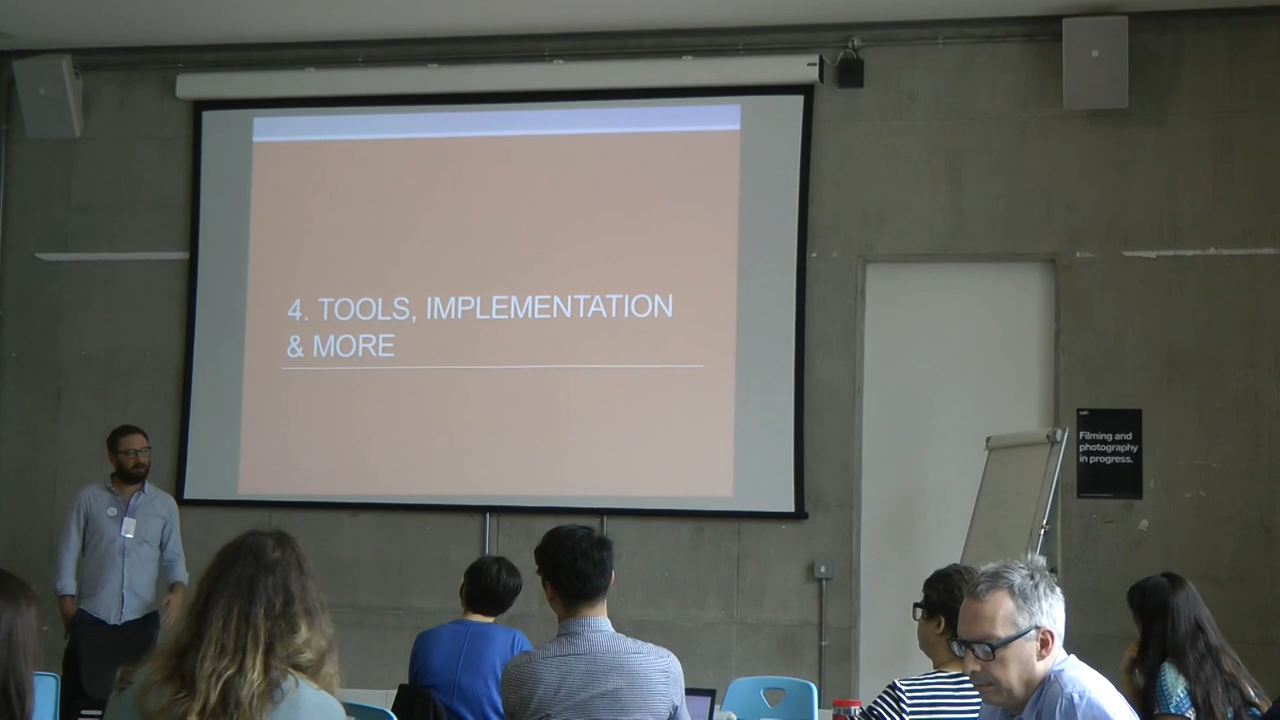 4. TOOLS, IMPLEMENTATION
& MORE
Filming and
photography
in progress.